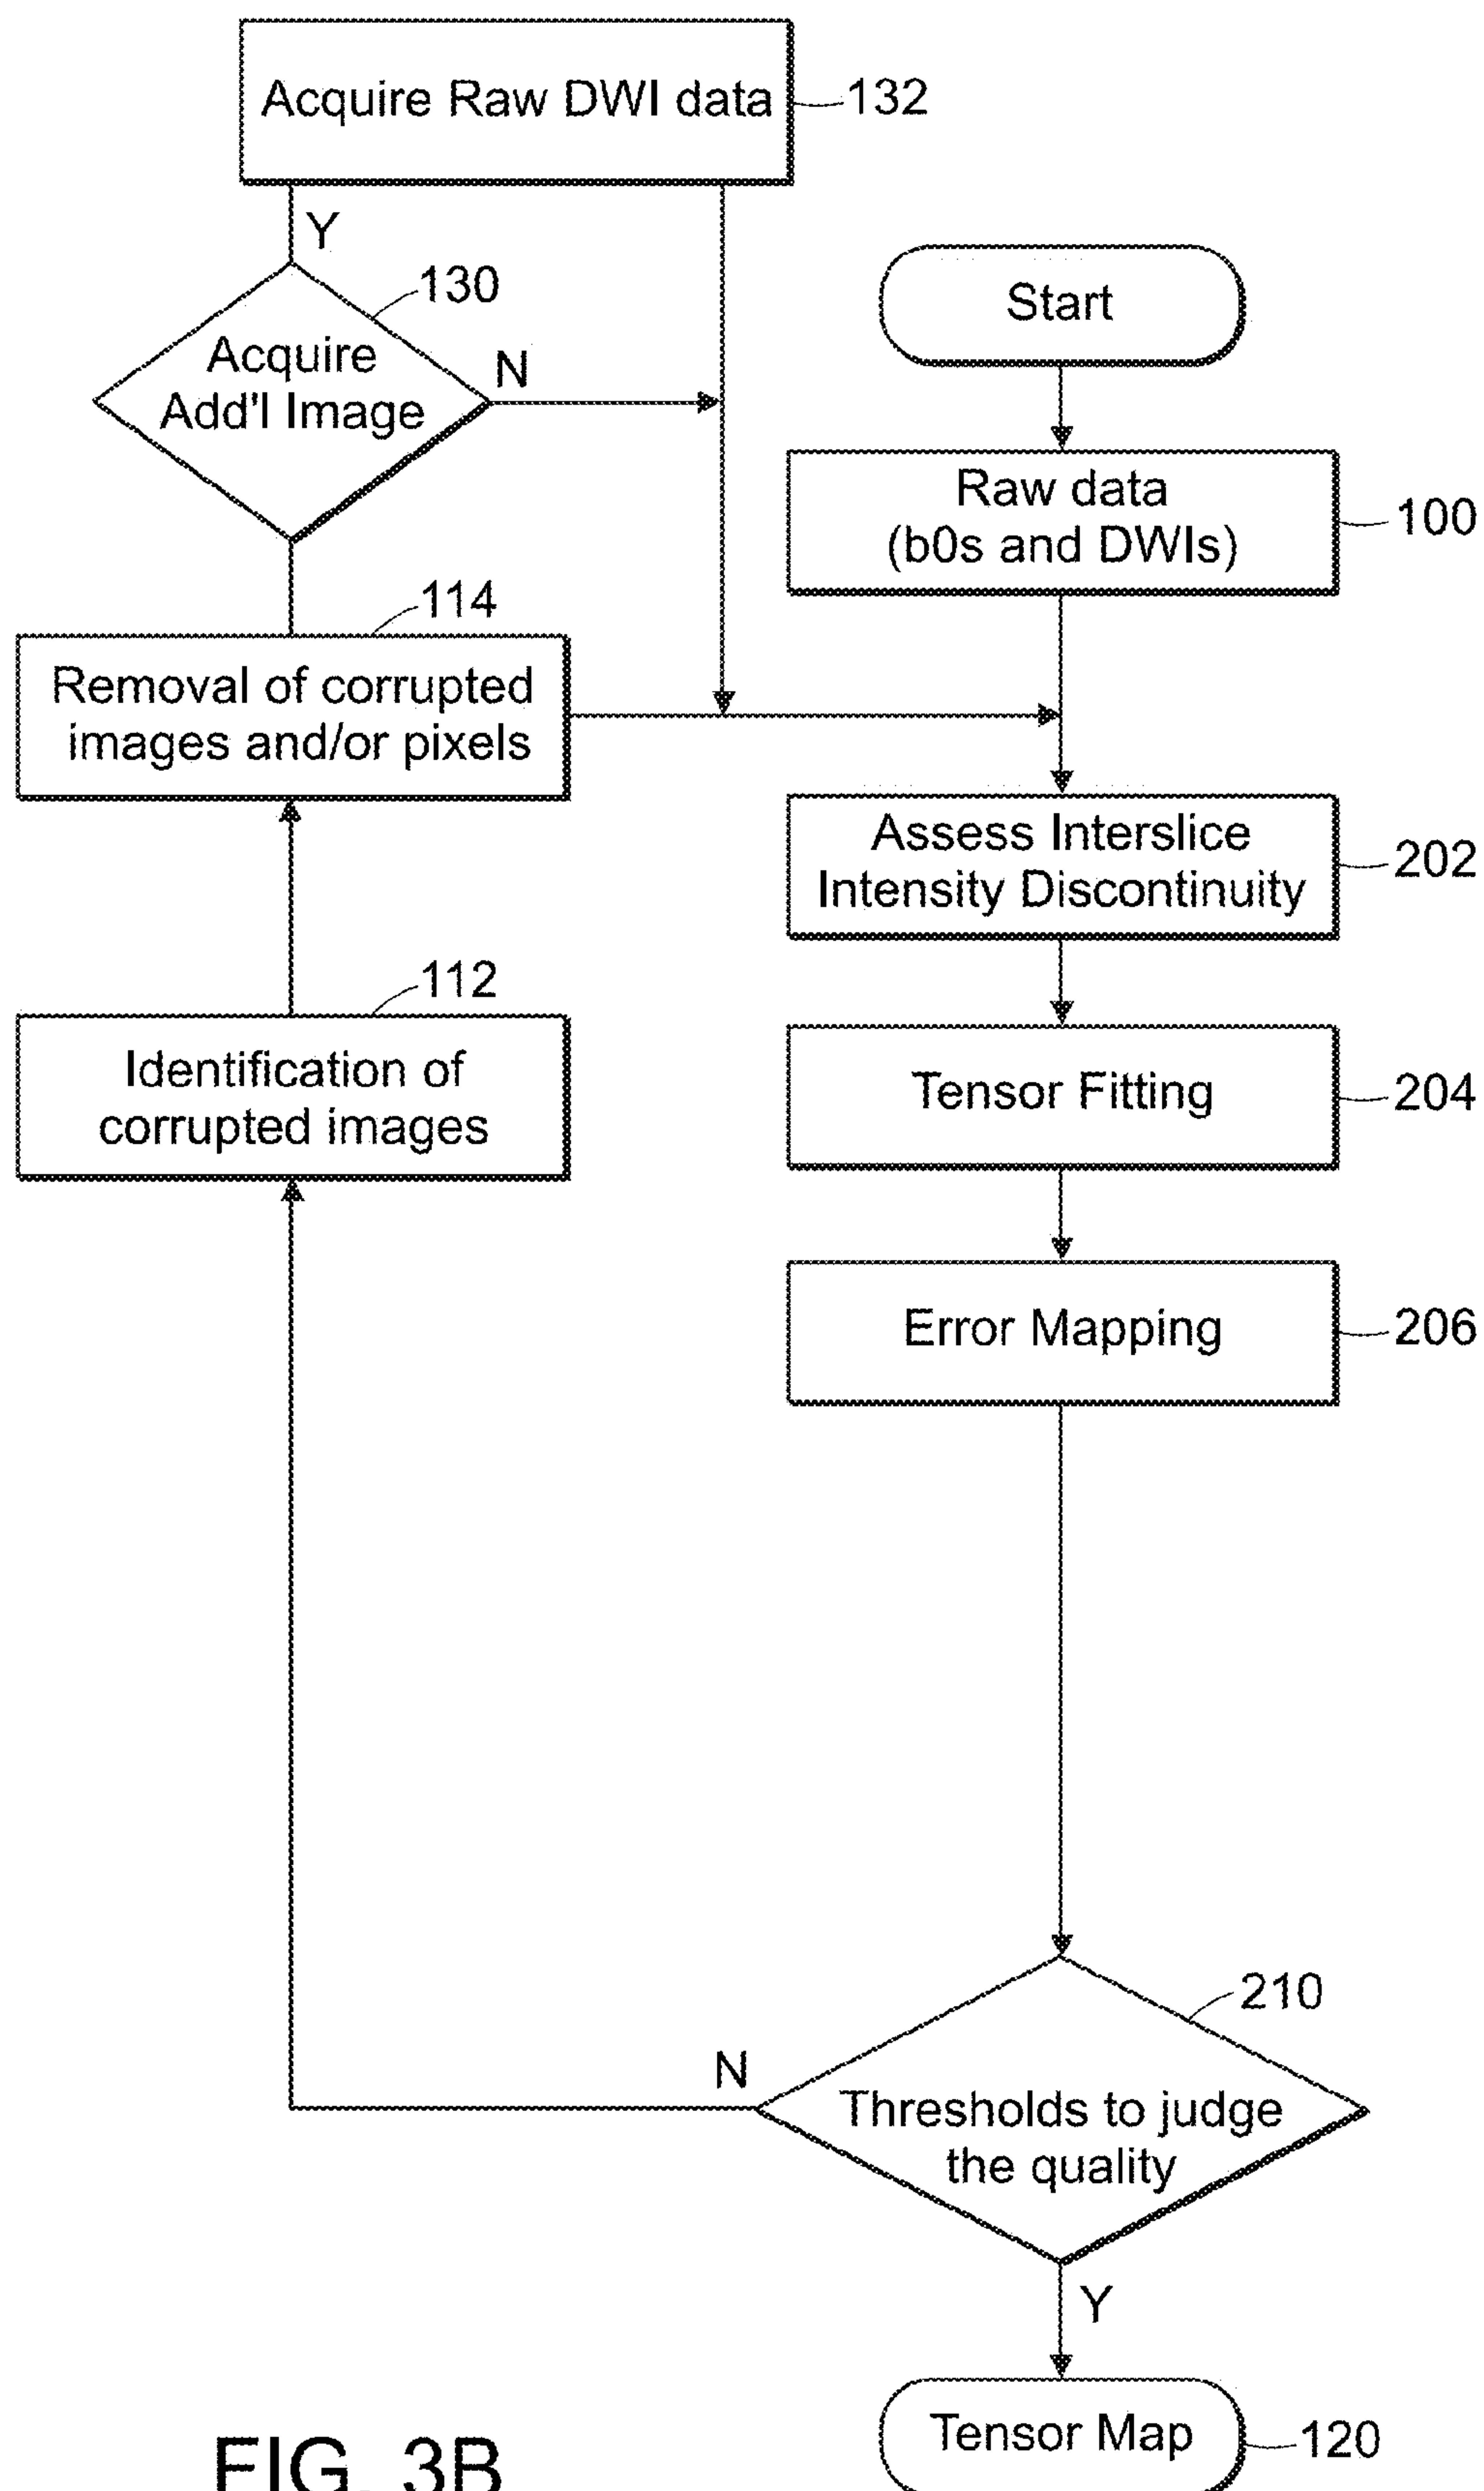 Acquire Raw DWI data
132
Y
130
Acquire
Add'l Image
N
Start
Raw data
(b0s and DWIs)
100
114
Removal of corrupted
images and/or pixels
Assess Interslice
Intensity Discontinuity
202
112
Identification of
corrupted images
Tensor Fitting
204
Error Mapping
206
210
N
Thresholds to judge
the quality
Y
Tensor Map
120
FIG. 3B